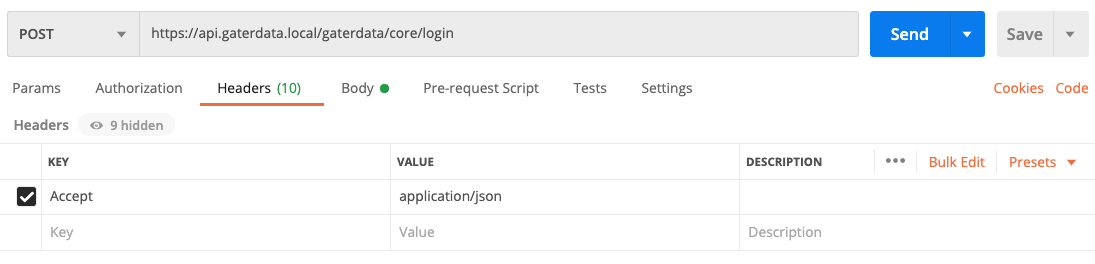 POST https://api.gaterdata.local/gaterdata/core/login Send Save
Params Authorization Headers (10) Body Pre-request Script Tests Settings Cookies Code
Headers 9 hidden
KEY VALUE DESCRIPTION ••• Bulk Edit Presets
Accept application/json
Key Value Description